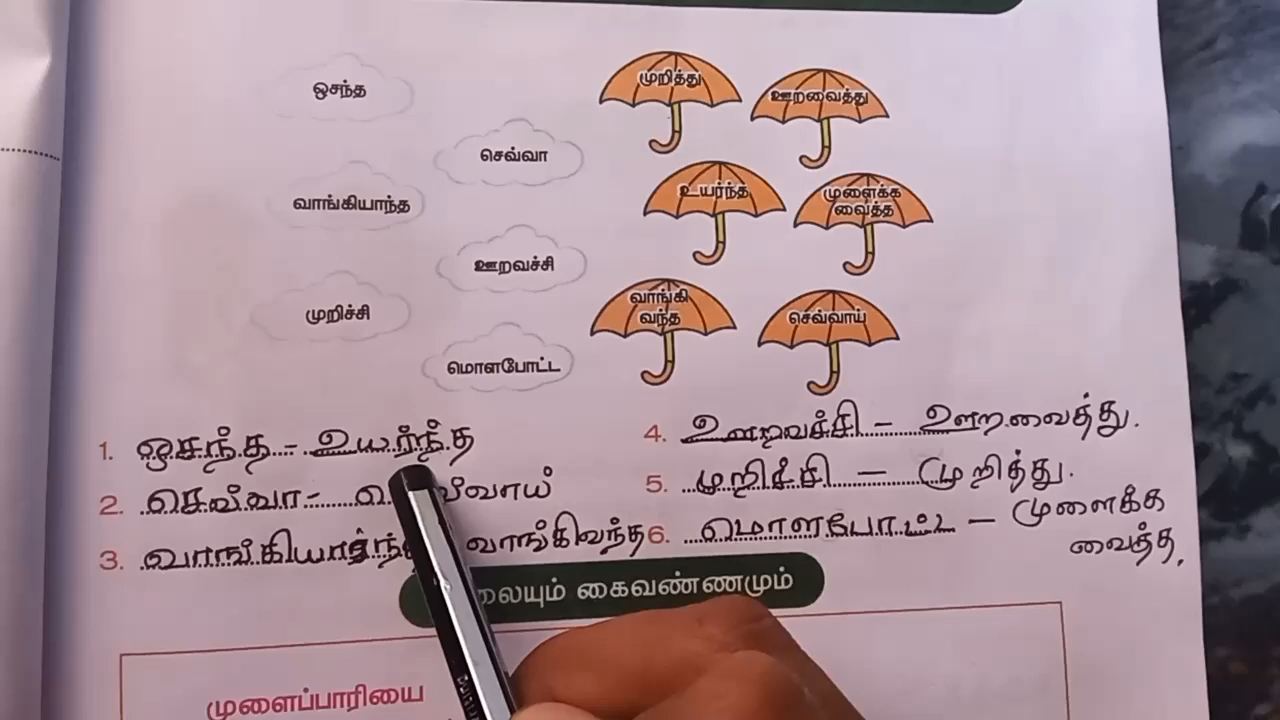 ஒசந்த
முறித்து
ஊறவைத்து
செவ்வா
வாங்கியாந்த
உயர்ந்த
முளைக்க
வைத்த
ஊறவச்சி
முறிச்சி
வாங்கி
வந்த
செவ்வாய்
மொளபோட்ட
1. ஒசந்த - உயர்ந்த
2. செவ்வா -
3. வாங்கியாந்த வாங்கிவந்த
4. ஊறவச்சி - ஊறவைத்து.
5. முறிச்சி - முறித்து.
6. மொளபோட்ட - முளைக்க
வைத்த.
கைவண்ணமும்
முளைப்பாரியை